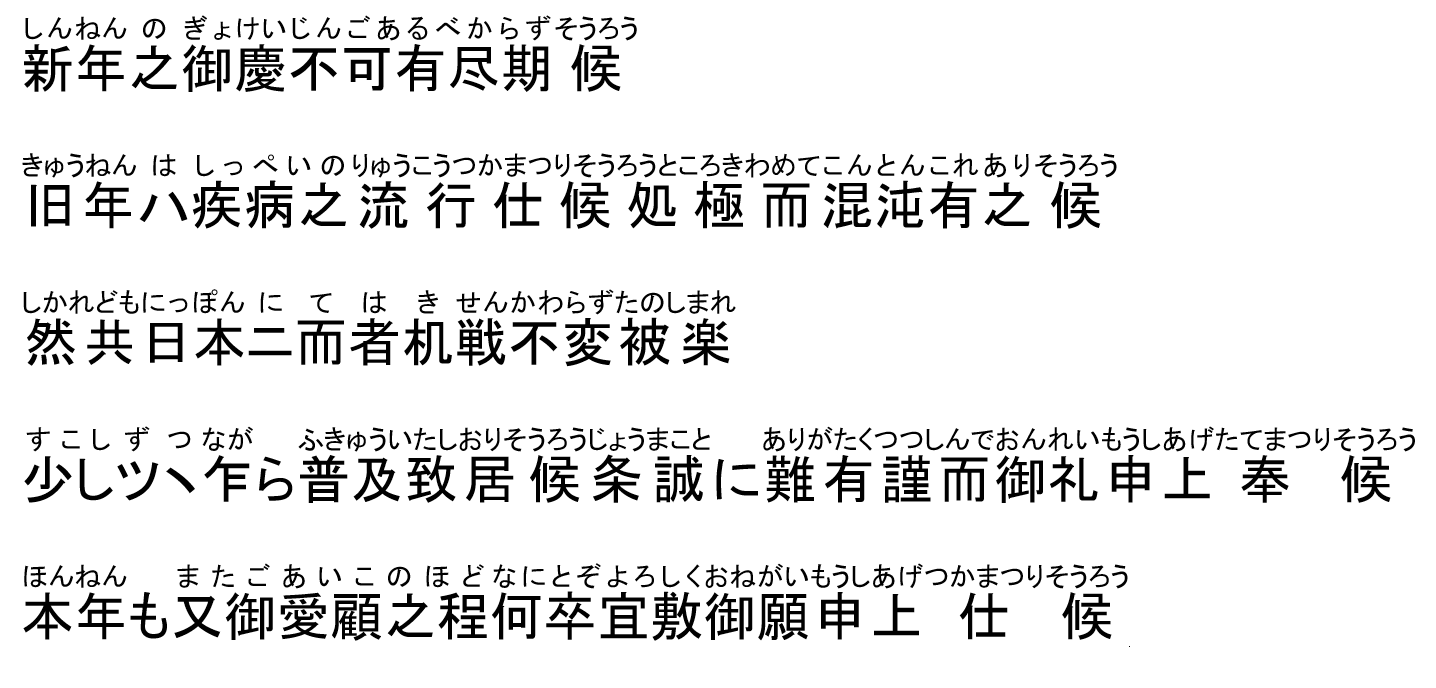 しんねん の ぎょけいじんごあるべからずそうろう
新年之御慶不可有尽期候
きゅうねん は しっぺいのりゅうこうつかまつりそうろうところきわめてこんとんこれありそうろう
旧年ハ疾病之流行仕候処極而混沌有之候
しかれどもにっぽん に て は き せんかわらずたのしまれ
然共日本ニ而者机戦不変被楽
すこしずつ なが ふきゅういたしおりそうろうじょうまこと ありがたくつつしんでおんれいもうしあげたてまつりそうろう
少しツヽ乍ら普及致居候条誠に難有謹而御礼申上奉候
ほんねん またごあいこのほどなにとぞよろしくおねがいもうしあげつかまつりそうろう
本年も又御愛顧之程何卒宜敷御願申上仕候